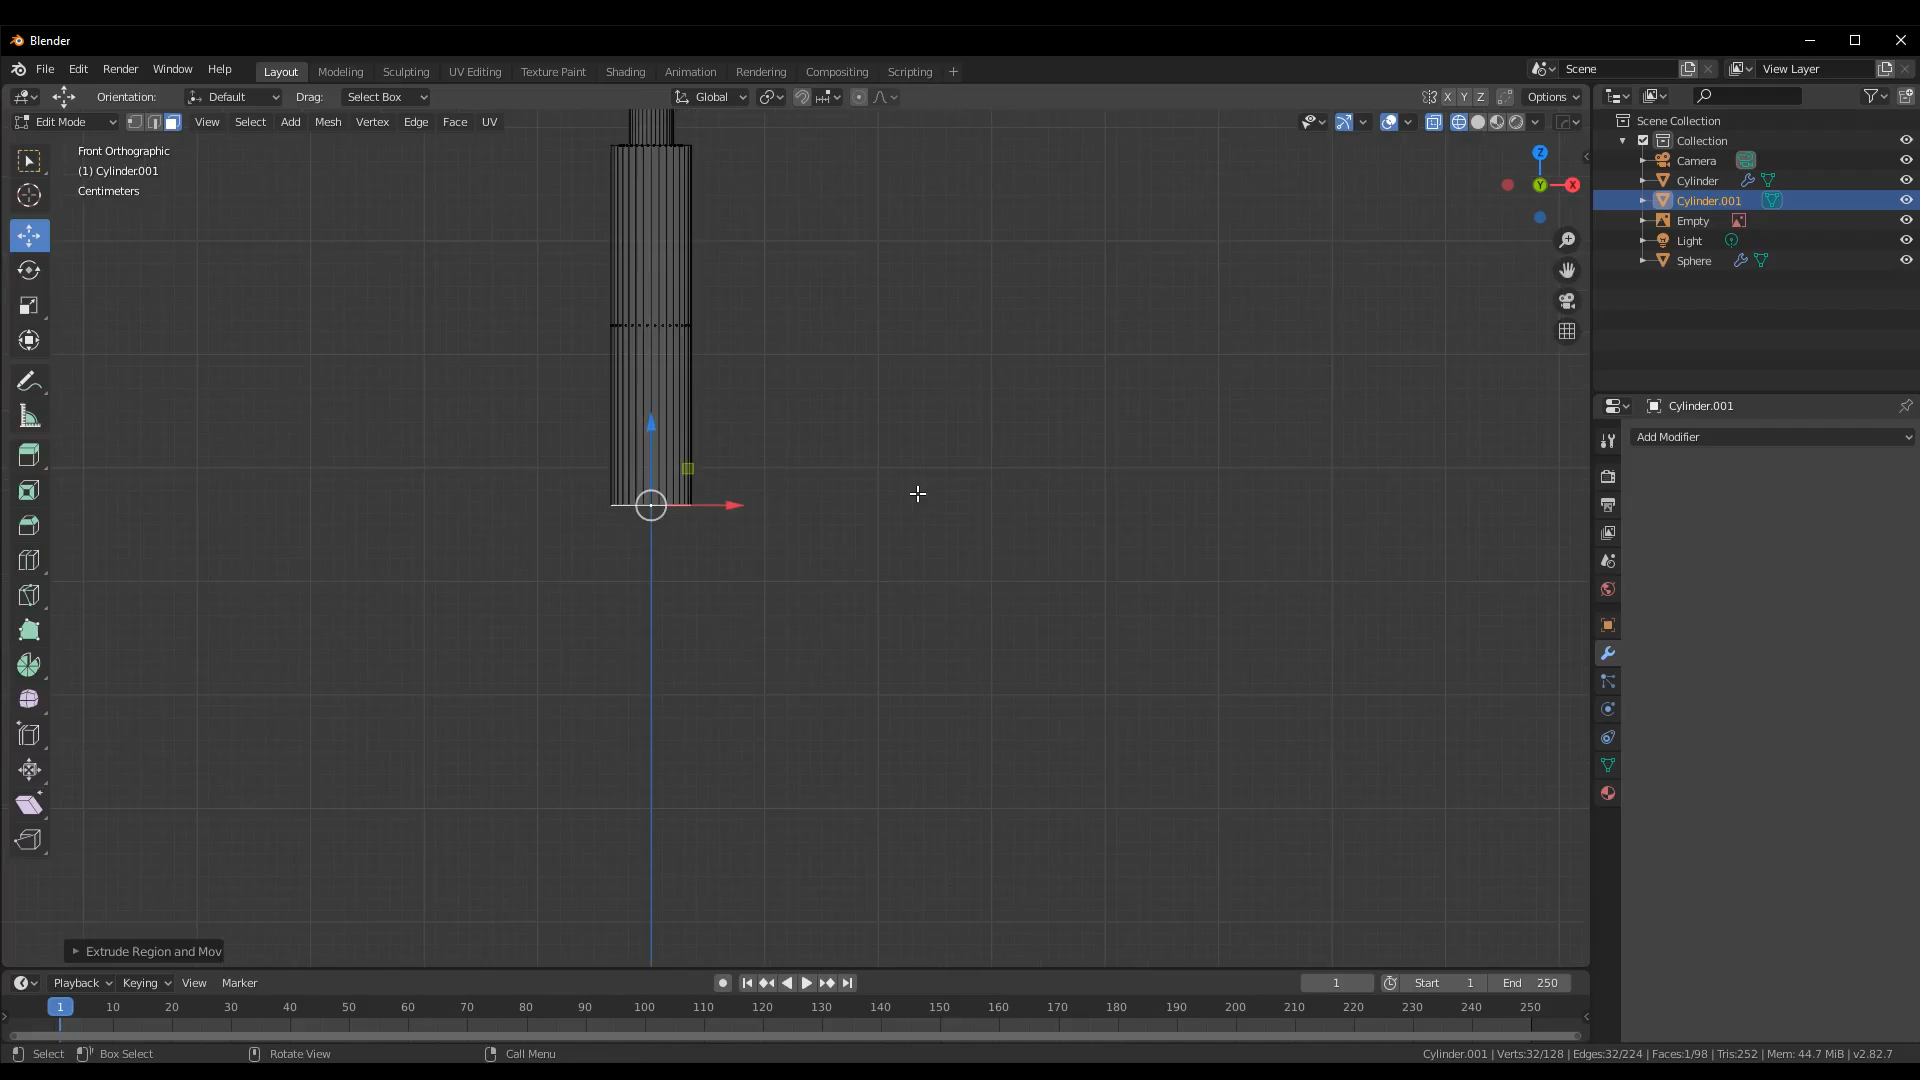 Blender
File Edit Render Window Help
Layout Modeling Sculpting UV Editing Texture Paint Shading Animation Rendering Compositing Scripting +
Scene View Layer
Orientation: Default Drag: Select Box
Global
X Y Z Options
Edit Mode View Select Add Mesh Vertex Edge Face UV
Front Orthographic
(1) Cylinder.001
Centimeters
Z
Y X
Scene Collection
Collection
Camera
Cylinder
Cylinder.001
Empty
Light
Sphere
Cylinder.001
Add Modifier
Extrude Region and Mov
Playback Keying View Marker
1 Start 1 End 250
1 10 20 30 40 50 60 70 80 90 100 110 120 130 140 150 160 170 180 190 200 210 220 230 240 250
Select Box Select Rotate View Call Menu
Cylinder.001 | Verts:32/128 | Edges:32/224 | Faces:1/98 | Tris:252 | Mem: 44.7 MiB | v2.82.7